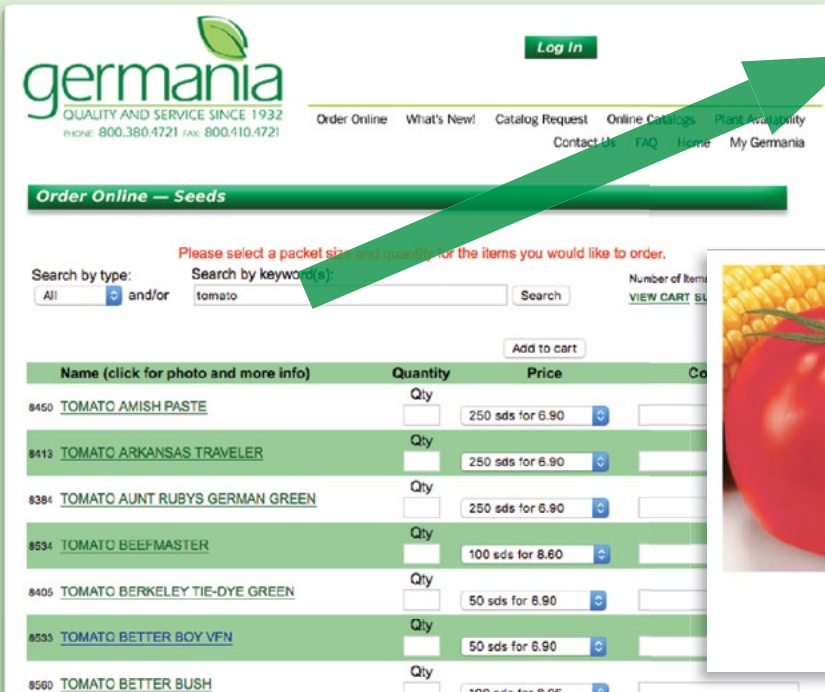 germania
QUALITY AND SERVICE SINCE 1932
PHONE: 800.380.4721 FAX: 800.410.4721
Log In
Order Online What's New! Catalog Request Online Catalogs Plant Availability
Contact Us FAQ Home My Germania
Order Online — Seeds
Please select a packet size and quantity for the items you would like to order.
Search by type: Search by keyword(s):
All and/or tomato Search
Number of Items
VIEW CART
Add to cart
Name (click for photo and more info) Quantity Price Co
8450 TOMATO AMISH PASTE Qty 250 sds for 6.90
8413 TOMATO ARKANSAS TRAVELER Qty 250 sds for 6.90
8384 TOMATO AUNT RUBYS GERMAN GREEN Qty 250 sds for 6.90
8534 TOMATO BEEFMASTER Qty 100 sds for 8.60
8405 TOMATO BERKELEY TIE-DYE GREEN Qty 50 sds for 6.90
8533 TOMATO BETTER BOY VFN Qty 50 sds for 6.90
8560 TOMATO BETTER BUSH Qty